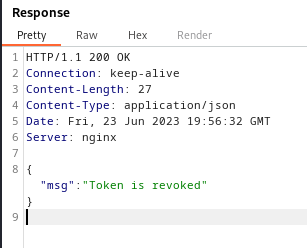 Response
Pretty Raw Hex Render
1 HTTP/1.1 200 OK
2 Connection: keep-alive
3 Content-Length: 27
4 Content-Type: application/json
5 Date: Fri, 23 Jun 2023 19:56:32 GMT
6 Server: nginx
7
8 {
"msg":"Token is revoked"
}
9